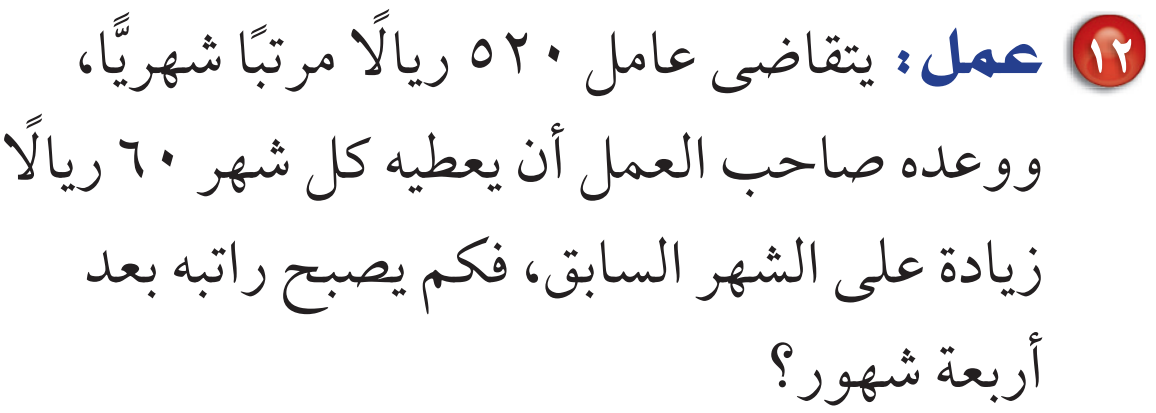 ١٢ عمل: يتقاضى عامل ٥٢٠ ريالًا مرتبًا شهريًّا،
ووعده صاحب العمل أن يعطيه كل شهر ٦٠ ريالًا
زيادة على الشهر السابق، فكم يصبح راتبه بعد
أربعة شهور؟